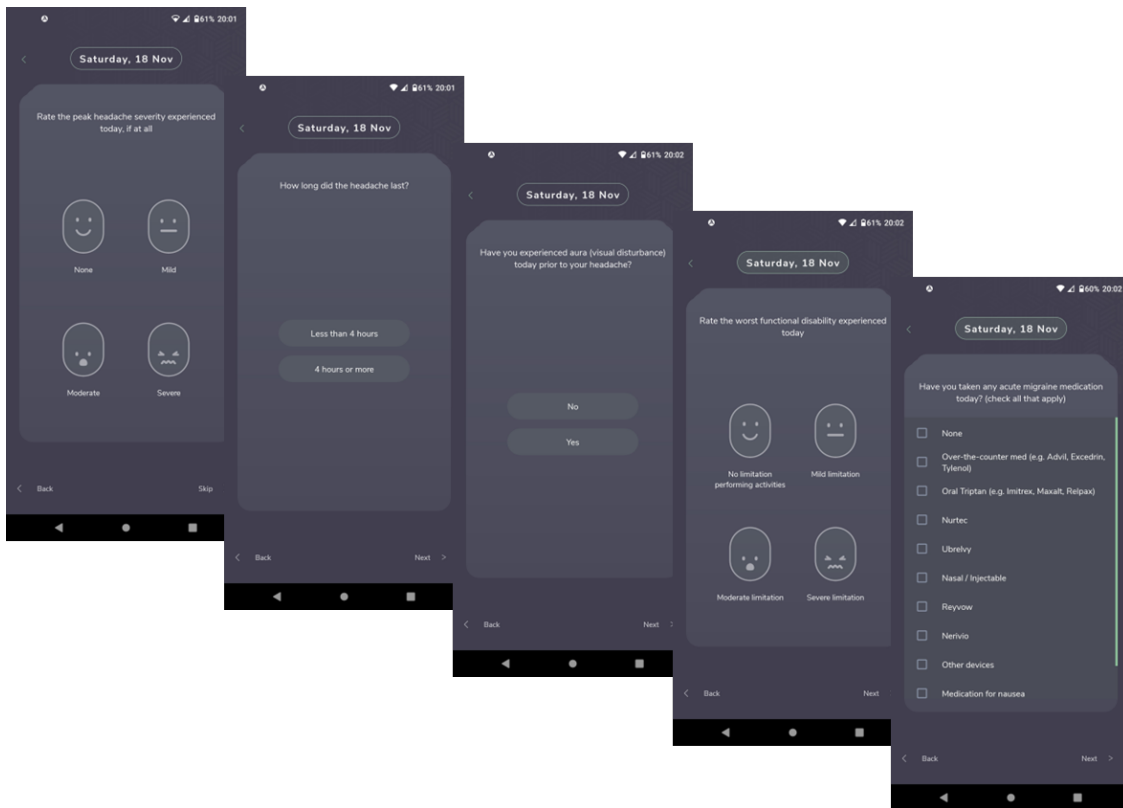 61% 20:01
Saturday, 18 Nov
Rate the peak headache severity experienced
today, if at all
None
Mild
Moderate
Severe
Back
Skip
61% 20:01
Saturday, 18 Nov
How long did the headache last?
Less than 4 hours
4 hours or more
Back
Next
61% 20:02
Saturday, 18 Nov
Have you experienced aura (visual disturbance)
today prior to your headache?
No
Yes
Back
Next
61% 20:02
Saturday, 18 Nov
Rate the worst functional disability experienced
today
No limitation
performing activities
Mild limitation
Moderate limitation
Severe limitation
Back
Next
60% 20:02
Saturday, 18 Nov
Have you taken any acute migraine medication
today? (check all that apply)
None
Over-the-counter med (e.g. Advil, Excedrin,
Tylenol)
Oral Triptan (e.g. Imitrex, Maxalt, Relpax)
Nurtec
Ubrelvy
Nasal / Injectable
Reyvow
Nerivio
Other devices
Medication for nausea
Back
Next